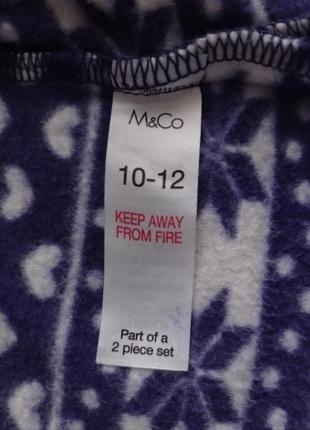 M&Co
10-12
KEEP AWAY
FROM FIRE
Part of a
2 piece set